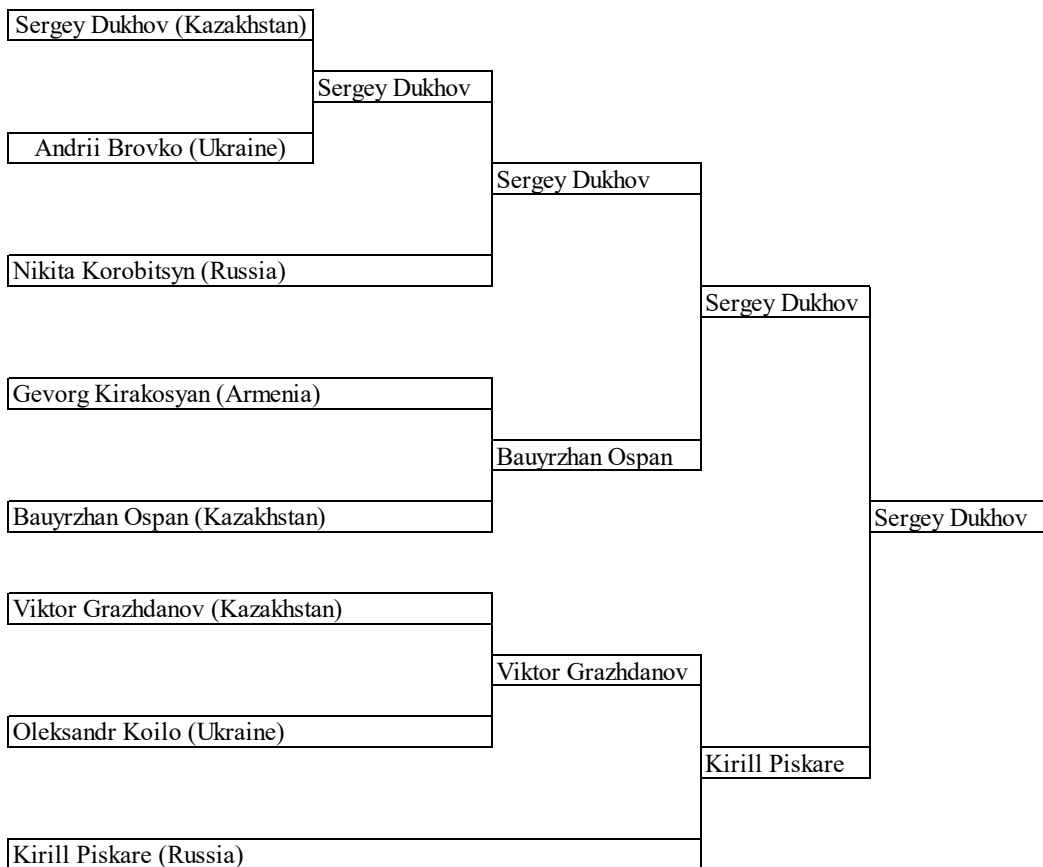 Sergey Dukhov (Kazakhstan)
Sergey Dukhov
Andrii Brovko (Ukraine)
Sergey Dukhov
Nikita Korobitsyn (Russia)
Sergey Dukhov
Gevorg Kirakosyan (Armenia)
Bauyrzhan Ospan
Bauyrzhan Ospan (Kazakhstan)
Sergey Dukhov
Viktor Grazhdanov (Kazakhstan)
Viktor Grazhdanov
Oleksandr Koilo (Ukraine)
Kirill Piskare
Kirill Piskare (Russia)